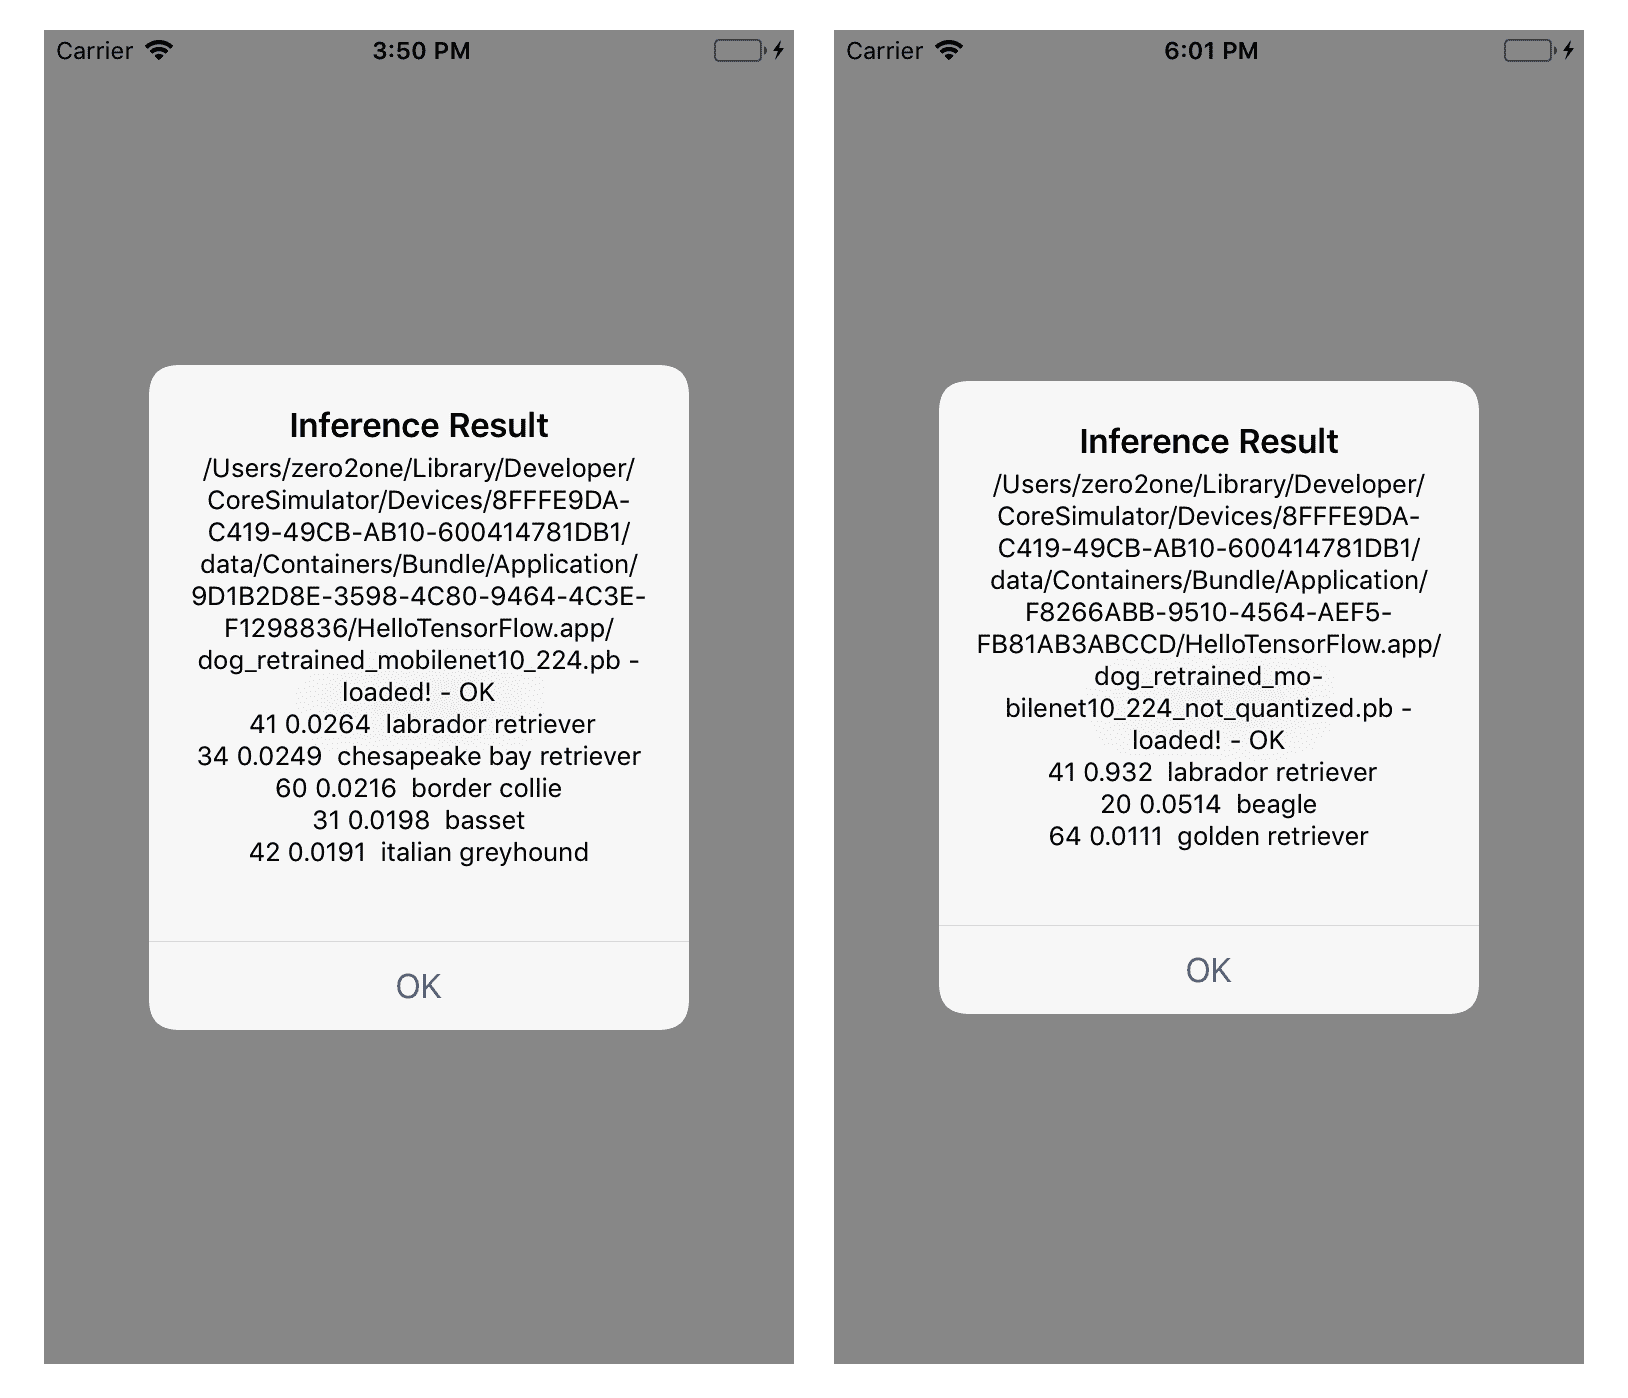 Carrier 3:50 PM
Inference Result
/Users/zero2one/Library/Developer/
CoreSimulator/Devices/8FFFE9DA-
C419-49CB-AB10-600414781DB1/
data/Containers/Bundle/Application/
9D1B2D8E-3598-4C80-9464-4C3E-
F1298836/HelloTensorFlow.app/
dog_retrained_mobilenet10_224.pb -
loaded! - OK
41 0.0264 labrador retriever
34 0.0249 chesapeake bay retriever
60 0.0216 border collie
31 0.0198 basset
42 0.0191 italian greyhound
OK
Carrier 6:01 PM
Inference Result
/Users/zero2one/Library/Developer/
CoreSimulator/Devices/8FFFE9DA-
C419-49CB-AB10-600414781DB1/
data/Containers/Bundle/Application/
F8266ABB-9510-4564-AEF5-
FB81AB3ABCCD/HelloTensorFlow.app/
dog_retrained_mo-
bilenet10_224_not_quantized.pb -
loaded! - OK
41 0.932 labrador retriever
20 0.0514 beagle
64 0.0111 golden retriever
OK